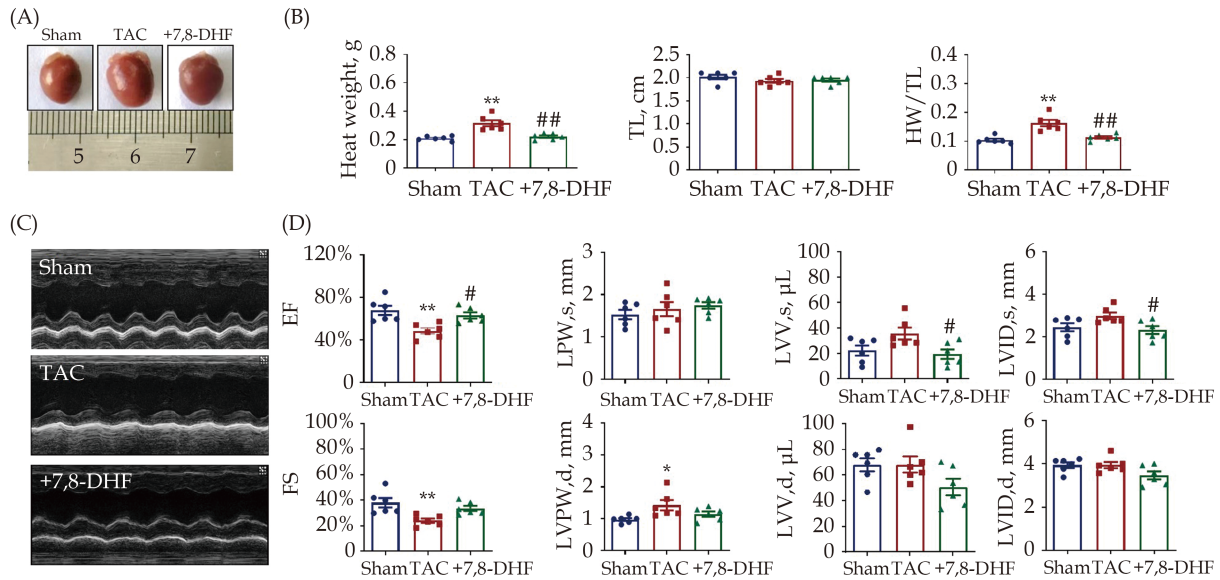 (A)
Sham TAC +7,8-DHF
5 6 7
(B)
Heat weight, g
0.8
0.6
0.4
0.2
0
**
##
Sham TAC +7,8-DHF
TL, cm
2.5
2.0
1.5
1.0
0.5
0
Sham TAC +7,8-DHF
HW/TL
0.4
0.3
0.2
0.1
0
**
##
Sham TAC +7,8-DHF
(C)
Sham
TAC
+7,8-DHF
(D)
EF
120%
80%
40%
0
**
#
Sham TAC +7,8-DHF
LPW,s, mm
3
2
1
0
Sham TAC +7,8-DHF
LVV,s, μL
100
80
60
40
20
0
#
Sham TAC +7,8-DHF
LVID,s, mm
6
4
2
0
#
Sham TAC +7,8-DHF
FS
100%
80%
60%
40%
20%
0%
**
Sham TAC +7,8-DHF
LVPW,d, mm
4
3
2
1
0
*
Sham TAC +7,8-DHF
LVV,d, μL
100
80
60
40
20
0
Sham TAC +7,8-DHF
LVID,d, mm
6
4
2
0
Sham TAC +7,8-DHF